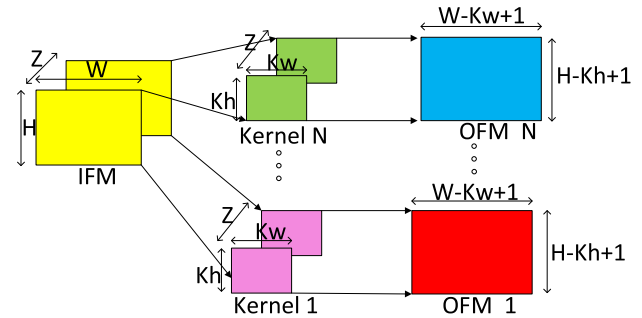 W-Kw+1
Z
Z
W
Kw
H
Kh
H-Kh+1
IFM
Kernel N
OFM N
W-Kw+1
Z
Kw
Kh
H-Kh+1
Kernel 1
OFM 1